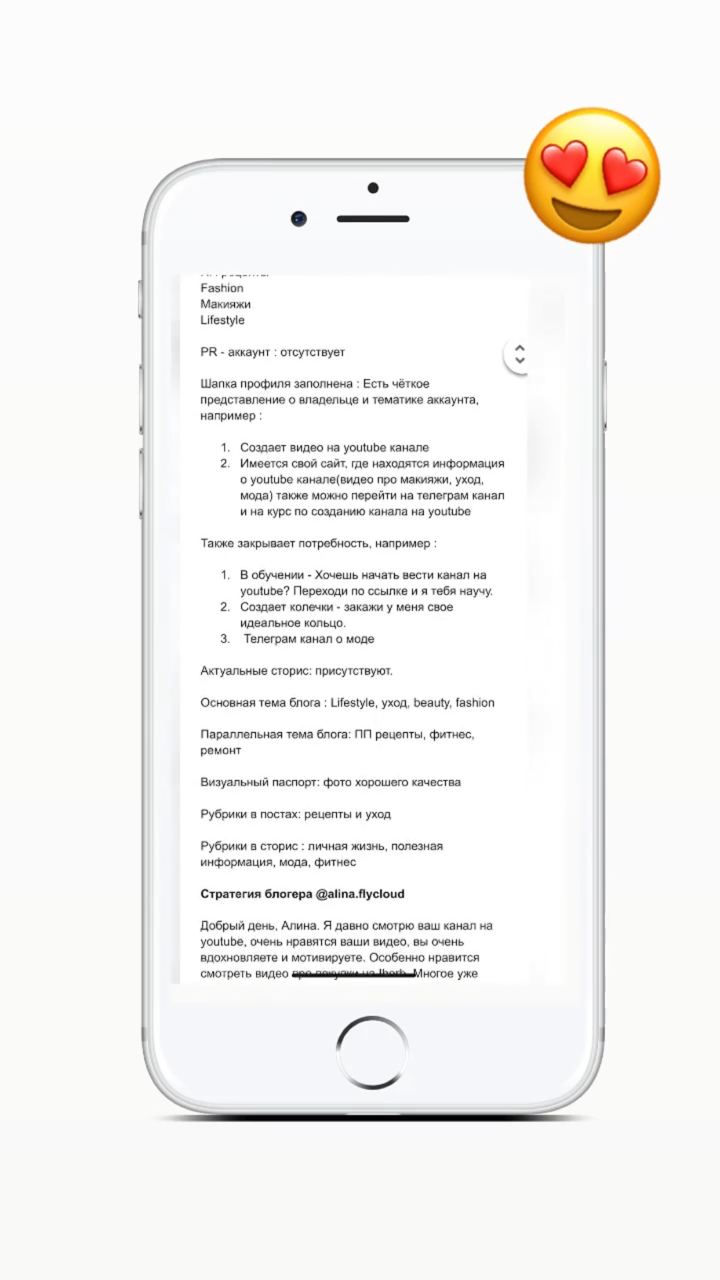 Fashion
Макияжи
Lifestyle
PR - аккаунт : отсутствует
Шапка профиля заполнена : Есть чёткое
представление о владельце и тематике аккаунта,
например :
1. Создает видео на youtube канале
2. Имеется свой сайт, где находятся информация
о youtube канале(видео про макияжи, уход,
мода) также можно перейти на телеграм канал
и на курс по созданию канала на youtube
Также закрывает потребность, например :
1. В обучении - Хочешь начать вести канал на
youtube? Переходи по ссылке и я тебя научу.
2. Создает колечки - закажи у меня свое
идеальное кольцо.
3. Телеграм канал о моде
Актуальные сторис: присутствуют.
Основная тема блога : Lifestyle, уход, beauty, fashion
Параллельная тема блога: ПП рецепты, фитнес,
ремонт
Визуальный паспорт: фото хорошего качества
Рубрики в постах: рецепты и уход
Рубрики в сторис : личная жизнь, полезная
информация, мода, фитнес
Стратегия блогера @alina.flycloud
Добрый день, Алина. Я давно смотрю ваш канал на
youtube, очень нравятся ваши видео, вы очень
вдохновляете и мотивируете. Особенно нравится
смотреть видео про покупки на Iherb. Многое уже